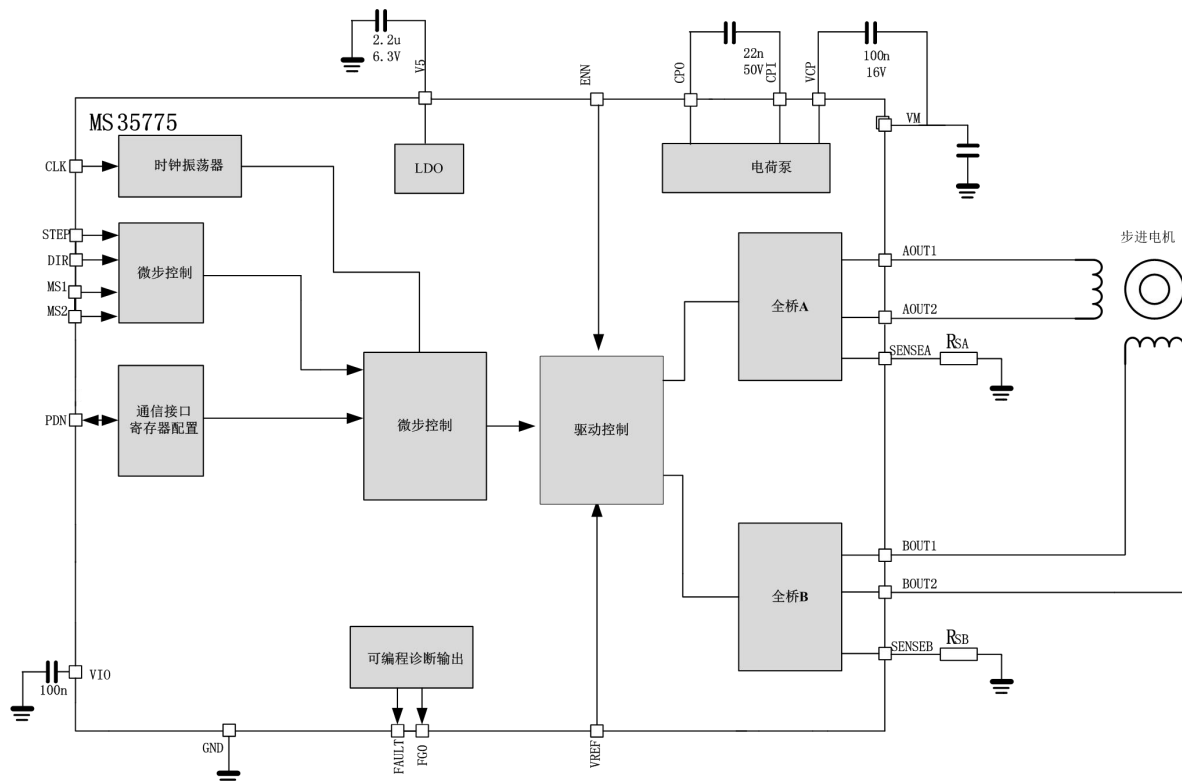 2.2u
6.3V
V5
ENN
CPO
22n
50V
CPI
VCP
100n
16V
MS35775
VM
CLK
时钟振荡器
LDO
电荷泵
STEP
DIR
MS1
MS2
微步控制
全桥A
AOUT1
AOUT2
步进电机
SENSEA
RSA
PDN
通信接口
寄存器配置
微步控制
驱动控制
全桥B
BOUT1
BOUT2
SENSEB
RSB
可编程诊断输出
VIO
100n
GND
FAULT
FGO
VREF